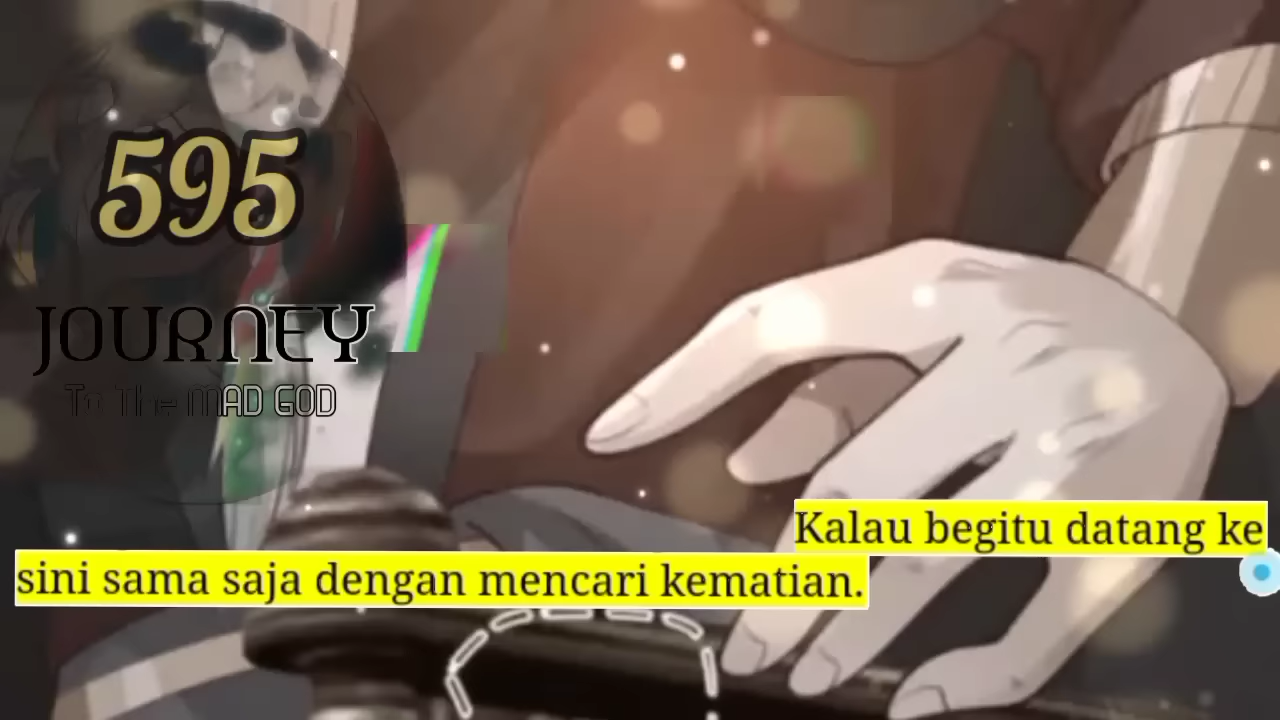 595
JOURNEY
To The MAD GOD
Kalau begitu datang ke
sini sama saja dengan mencari kematian.